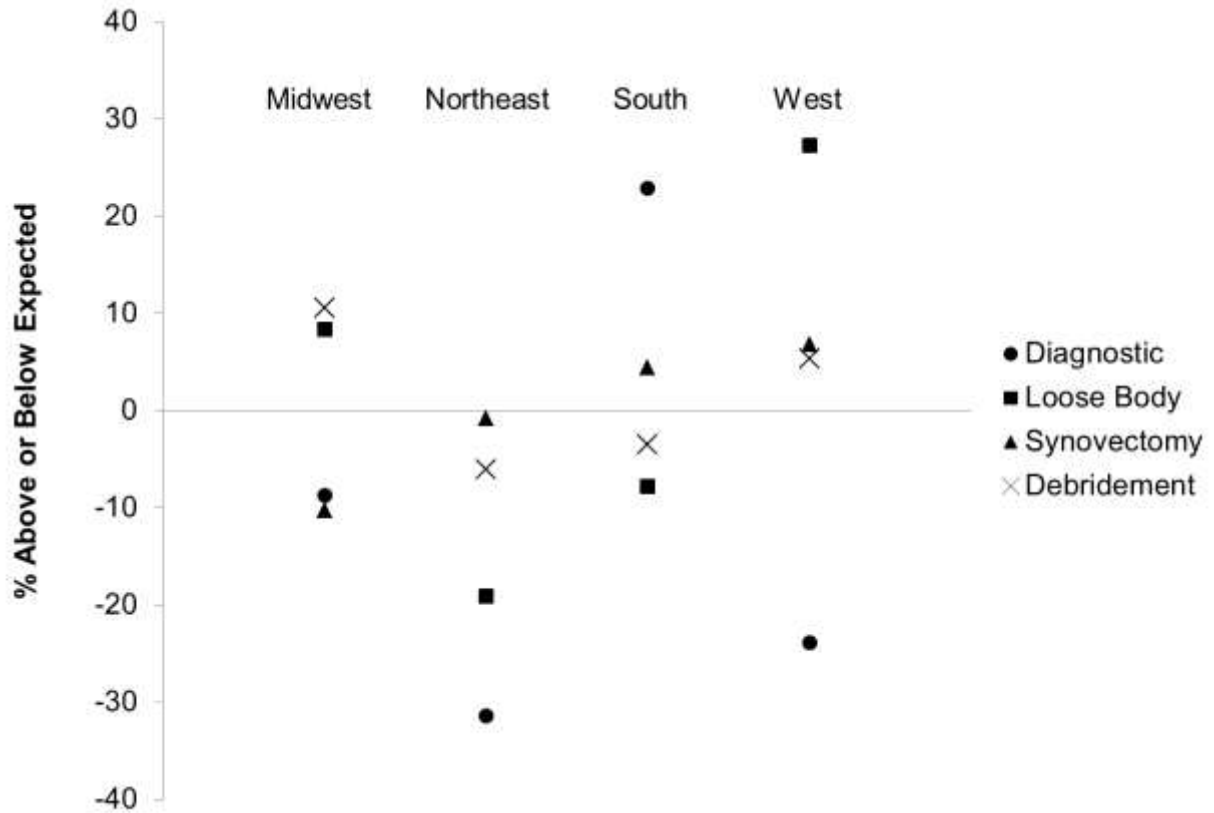 40
Midwest Northeast South West
30
20
10
0
-10
-20
-30
-40
% Above or Below Expected
Diagnostic
Loose Body
Synovectomy
Debridement